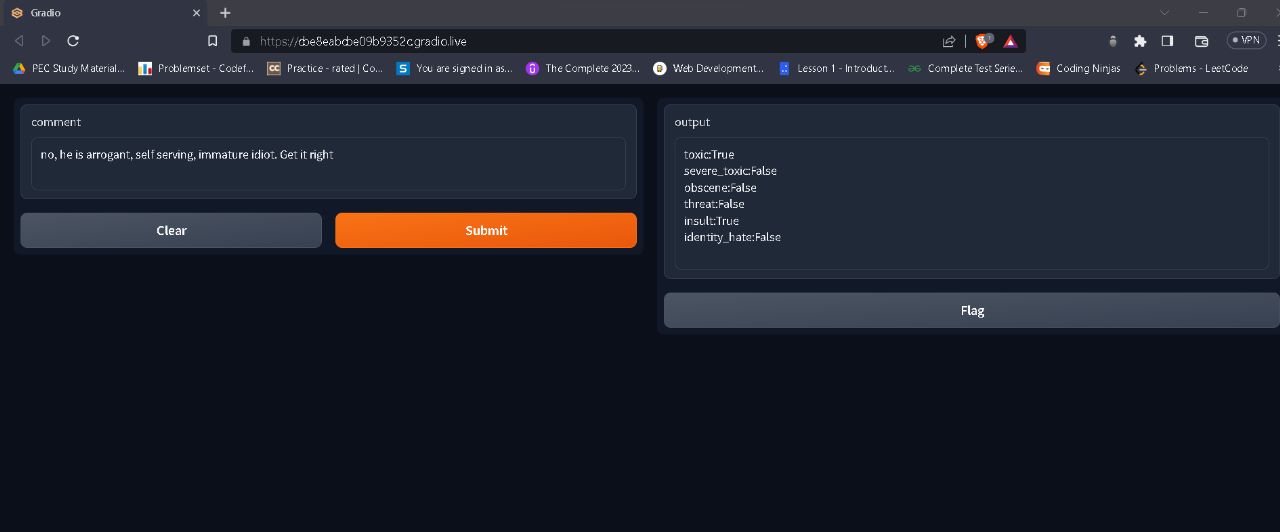 Gradio
https://cbe8eabcbe09b9352c.gradio.live
VPN
PEC Study Material... Problemset - Codef... Practice - rated | Co... You are signed in as... The Complete 2023... Web Development... Lesson 1 - Introduct... Complete Test Serie... Coding Ninjas Problems - LeetCode
comment
no, he is arrogant, self serving, immature idiot. Get it right
Clear
Submit
output
toxic:True
severe_toxic:False
obscene:False
threat:False
insult:True
identity_hate:False
Flag